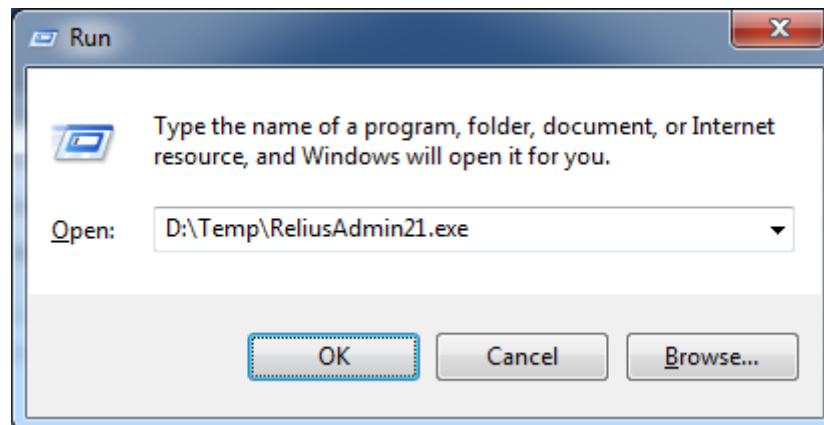 Run
Type the name of a program, folder, document, or Internet
resource, and Windows will open it for you.
Open: D:\Temp\ReliusAdmin21.exe
OK Cancel Browse...